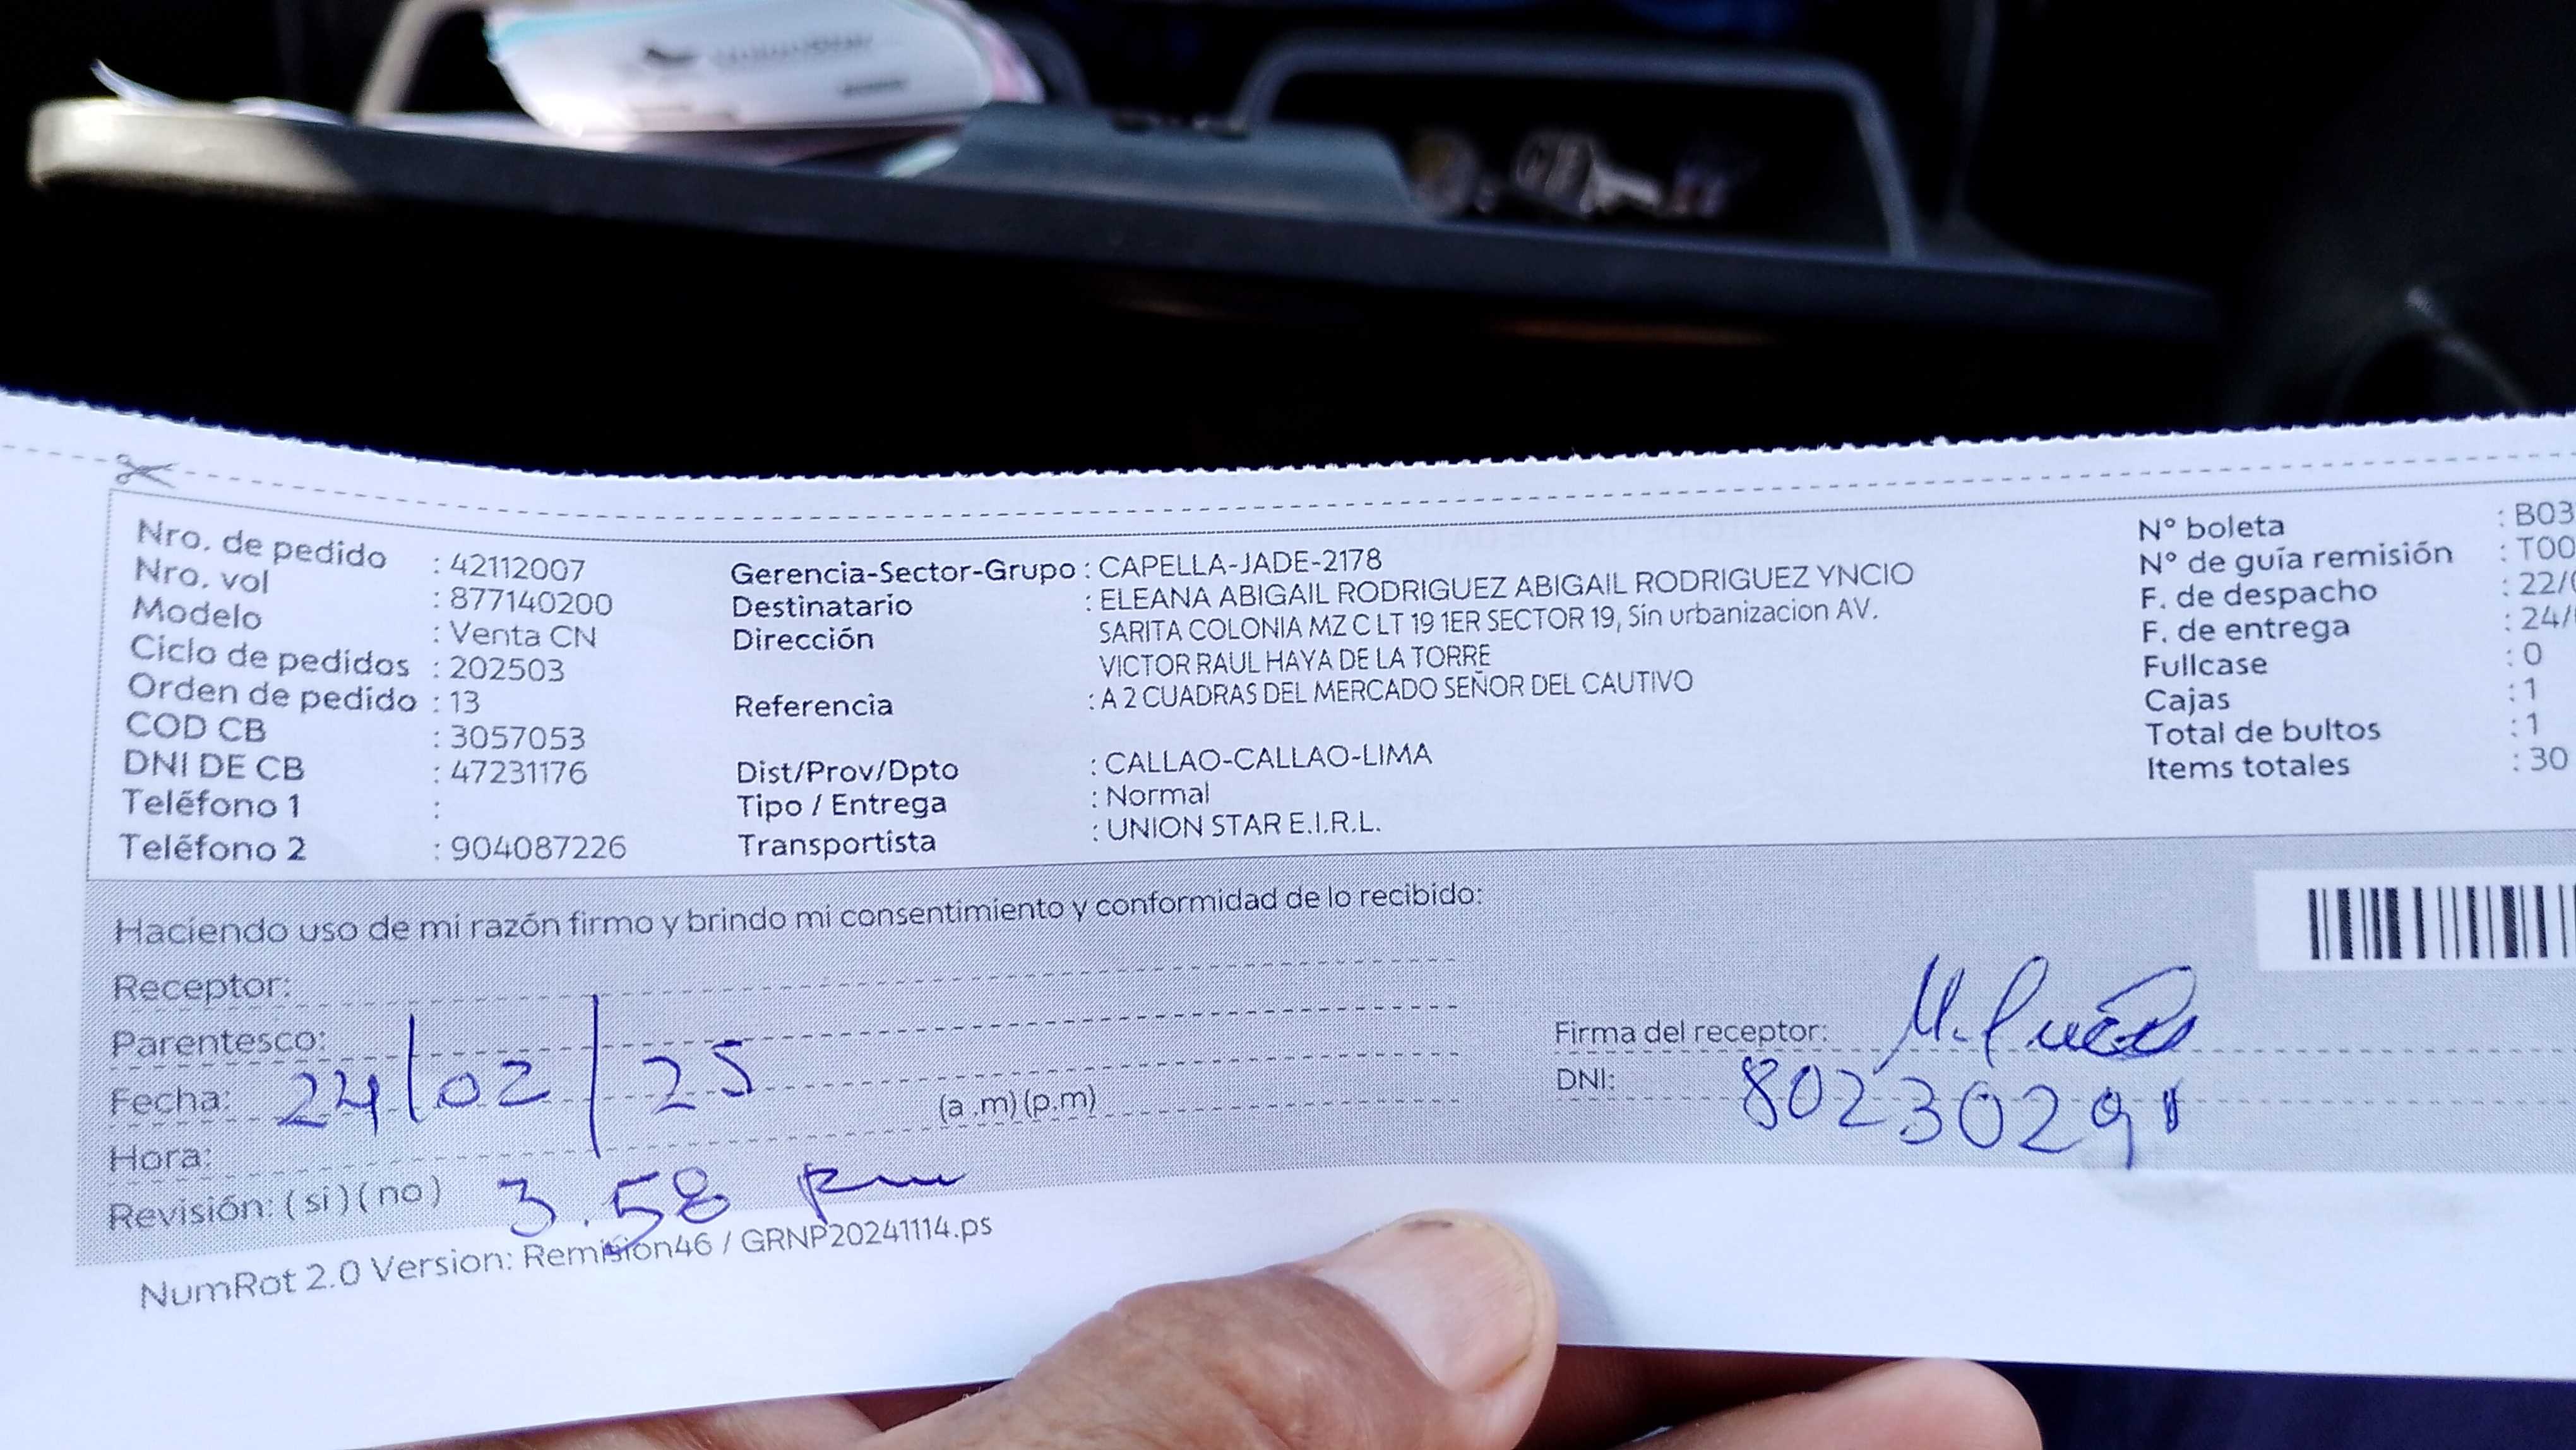 Nro. de pedido : 42112007
Nro. vol : 877140200
Modelo : Venta CN
Ciclo de pedidos : 202503
Orden de pedido : 13
COD CB : 3057053
DNI DE CB : 47231176
Teléfono 1 :
Teléfono 2 : 904087226
Gerencia-Sector-Grupo : CAPELLA-JADE-2178
Destinatario : ELEANA ABIGAIL RODRIGUEZ ABIGAIL RODRIGUEZ YNCIO
Dirección SARITA COLONIA MZ C LT 19 1ER SECTOR 19, Sin urbanizacion AV.
VICTOR RAUL HAYA DE LA TORRE
Referencia : A 2 CUADRAS DEL MERCADO SEÑOR DEL CAUTIVO
Dist/Prov/Dpto : CALLAO-CALLAO-LIMA
Tipo / Entrega : Normal
Transportista : UNION STAR E.I.R.L.
N° boleta : B03
N° de guía remisión : T00
F. de despacho : 22/
F. de entrega : 24/
Fullcase : 0
Cajas : 1
Total de bultos : 1
Items totales : 30
Haciendo uso de mi razón firmo y brindo mi consentimiento y conformidad de lo recibido:
Receptor:
Parentesco:
Fecha: 24/02/25
Hora: (a .m) (p.m)
Revisión: ( si ) ( no ) 3.58 pm
Firma del receptor:
DNI: 8023029
NumRot 2.0 Version: Remision46 / GRNP20241114.ps